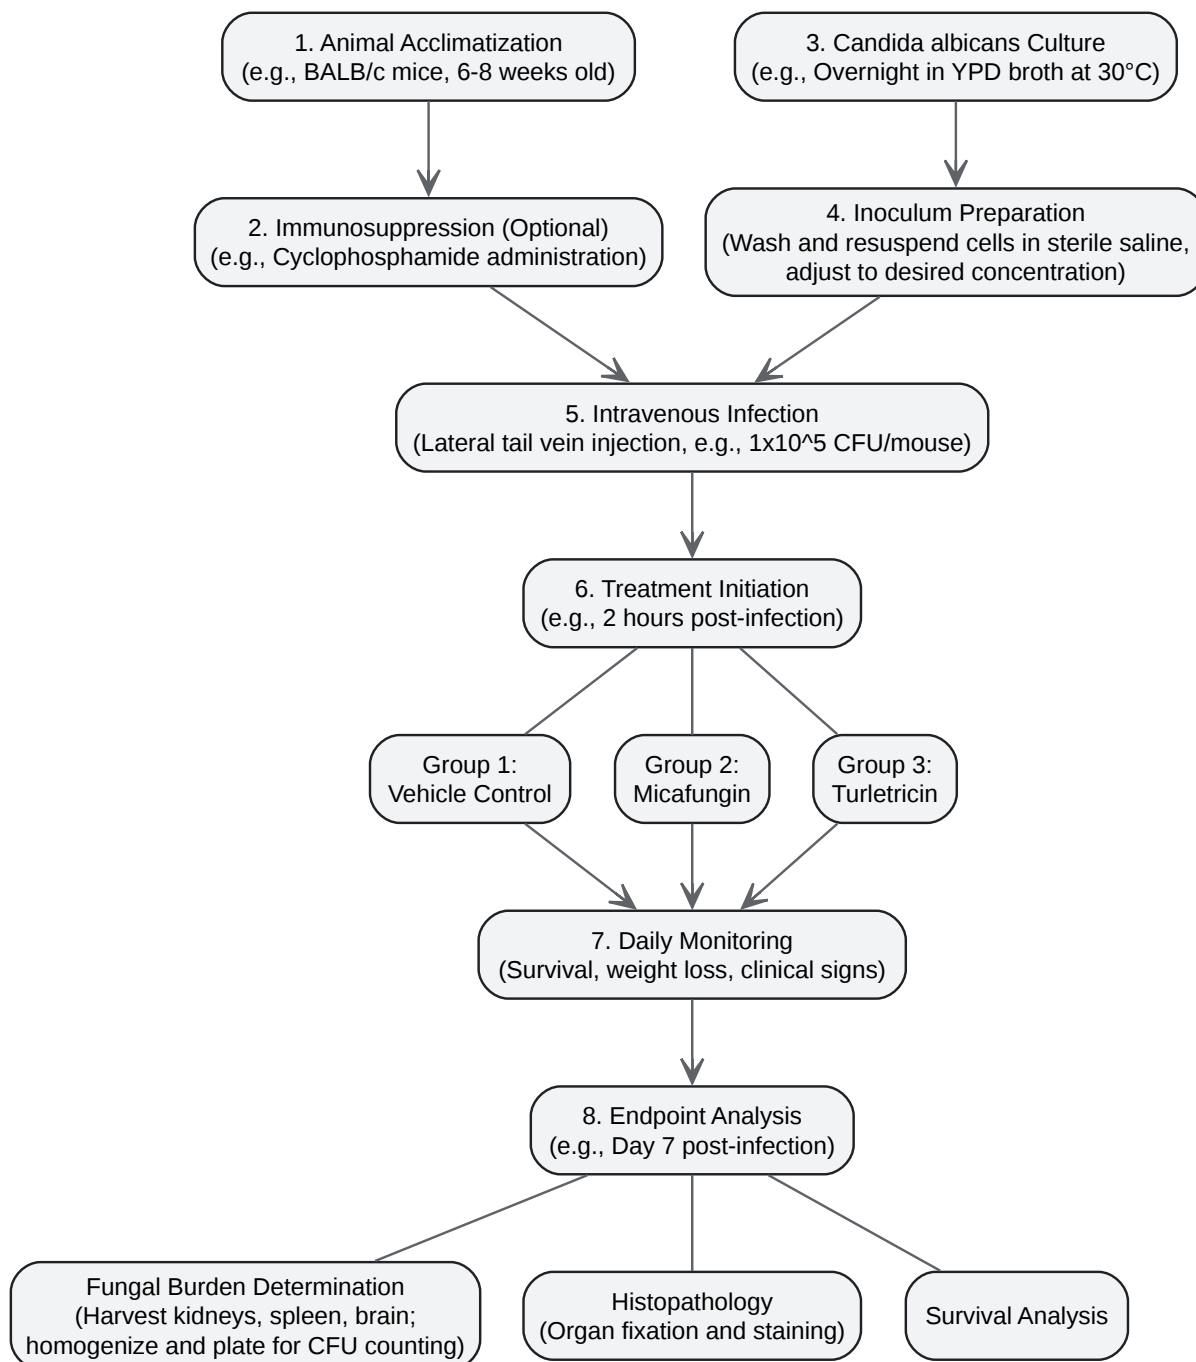 1. Animal Acclimatization
(e.g., BALB/c mice, 6-8 weeks old)
3. Candida albicans Culture
(e.g., Overnight in YPD broth at 30°C)
2. Immunosuppression (Optional)
(e.g., Cyclophosphamide administration)
4. Inoculum Preparation
(Wash and resuspend cells in sterile saline,
adjust to desired concentration)
5. Intravenous Infection
(Lateral tail vein injection, e.g., 1x10^5 CFU/mouse)
6. Treatment Initiation
(e.g., 2 hours post-infection)
Group 1:
Vehicle Control
Group 2:
Micafungin
Group 3:
Turletricin
7. Daily Monitoring
(Survival, weight loss, clinical signs)
8. Endpoint Analysis
(e.g., Day 7 post-infection)
Fungal Burden Determination
(Harvest kidneys, spleen, brain;
homogenize and plate for CFU counting)
Histopathology
(Organ fixation and staining)
Survival Analysis